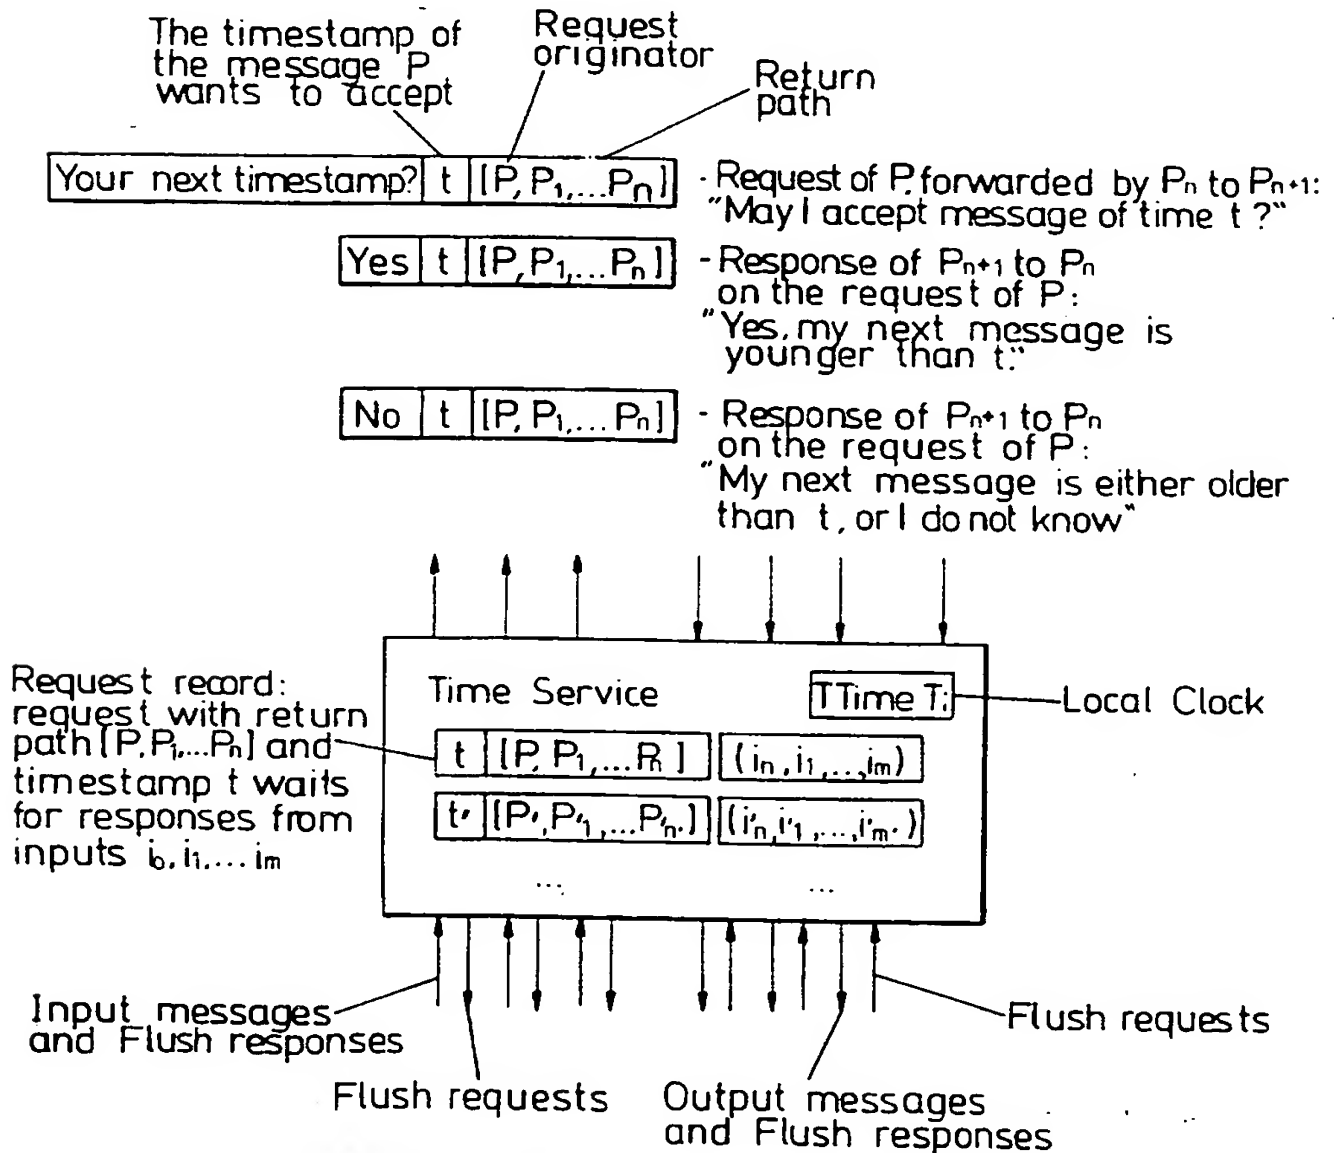 The timestamp of
the message P
wants to accept
Request
originator
Return
path
Your next timestamp? t [P, P₁,... Pₙ]
- Request of P forwarded by Pₙ to Pₙ₊₁:
"May I accept message of time t ?"
Yes t [P, P₁,... Pₙ]
- Response of Pₙ₊₁ to Pₙ
on the request of P:
"Yes, my next message is
younger than t."
No t [P, P₁,... Pₙ]
- Response of Pₙ₊₁ to Pₙ
on the request of P:
"My next message is either older
than t, or I do not know"
Request record:
request with return
path [P, P₁,... Pₙ] and
timestamp t waits
for responses from
inputs i₀, i₁,... iₘ
Time Service
TTime Tᵢ
Local Clock
t [P, P₁,... Pₙ] (iₙ, i₁,..., iₘ)
t' [P', P'₁,... P'ₙ'] (i'ₙ, i'₁,..., i'ₘ')
... ...
Input messages
and Flush responses
Flush requests
Output messages
and Flush responses
Flush requests